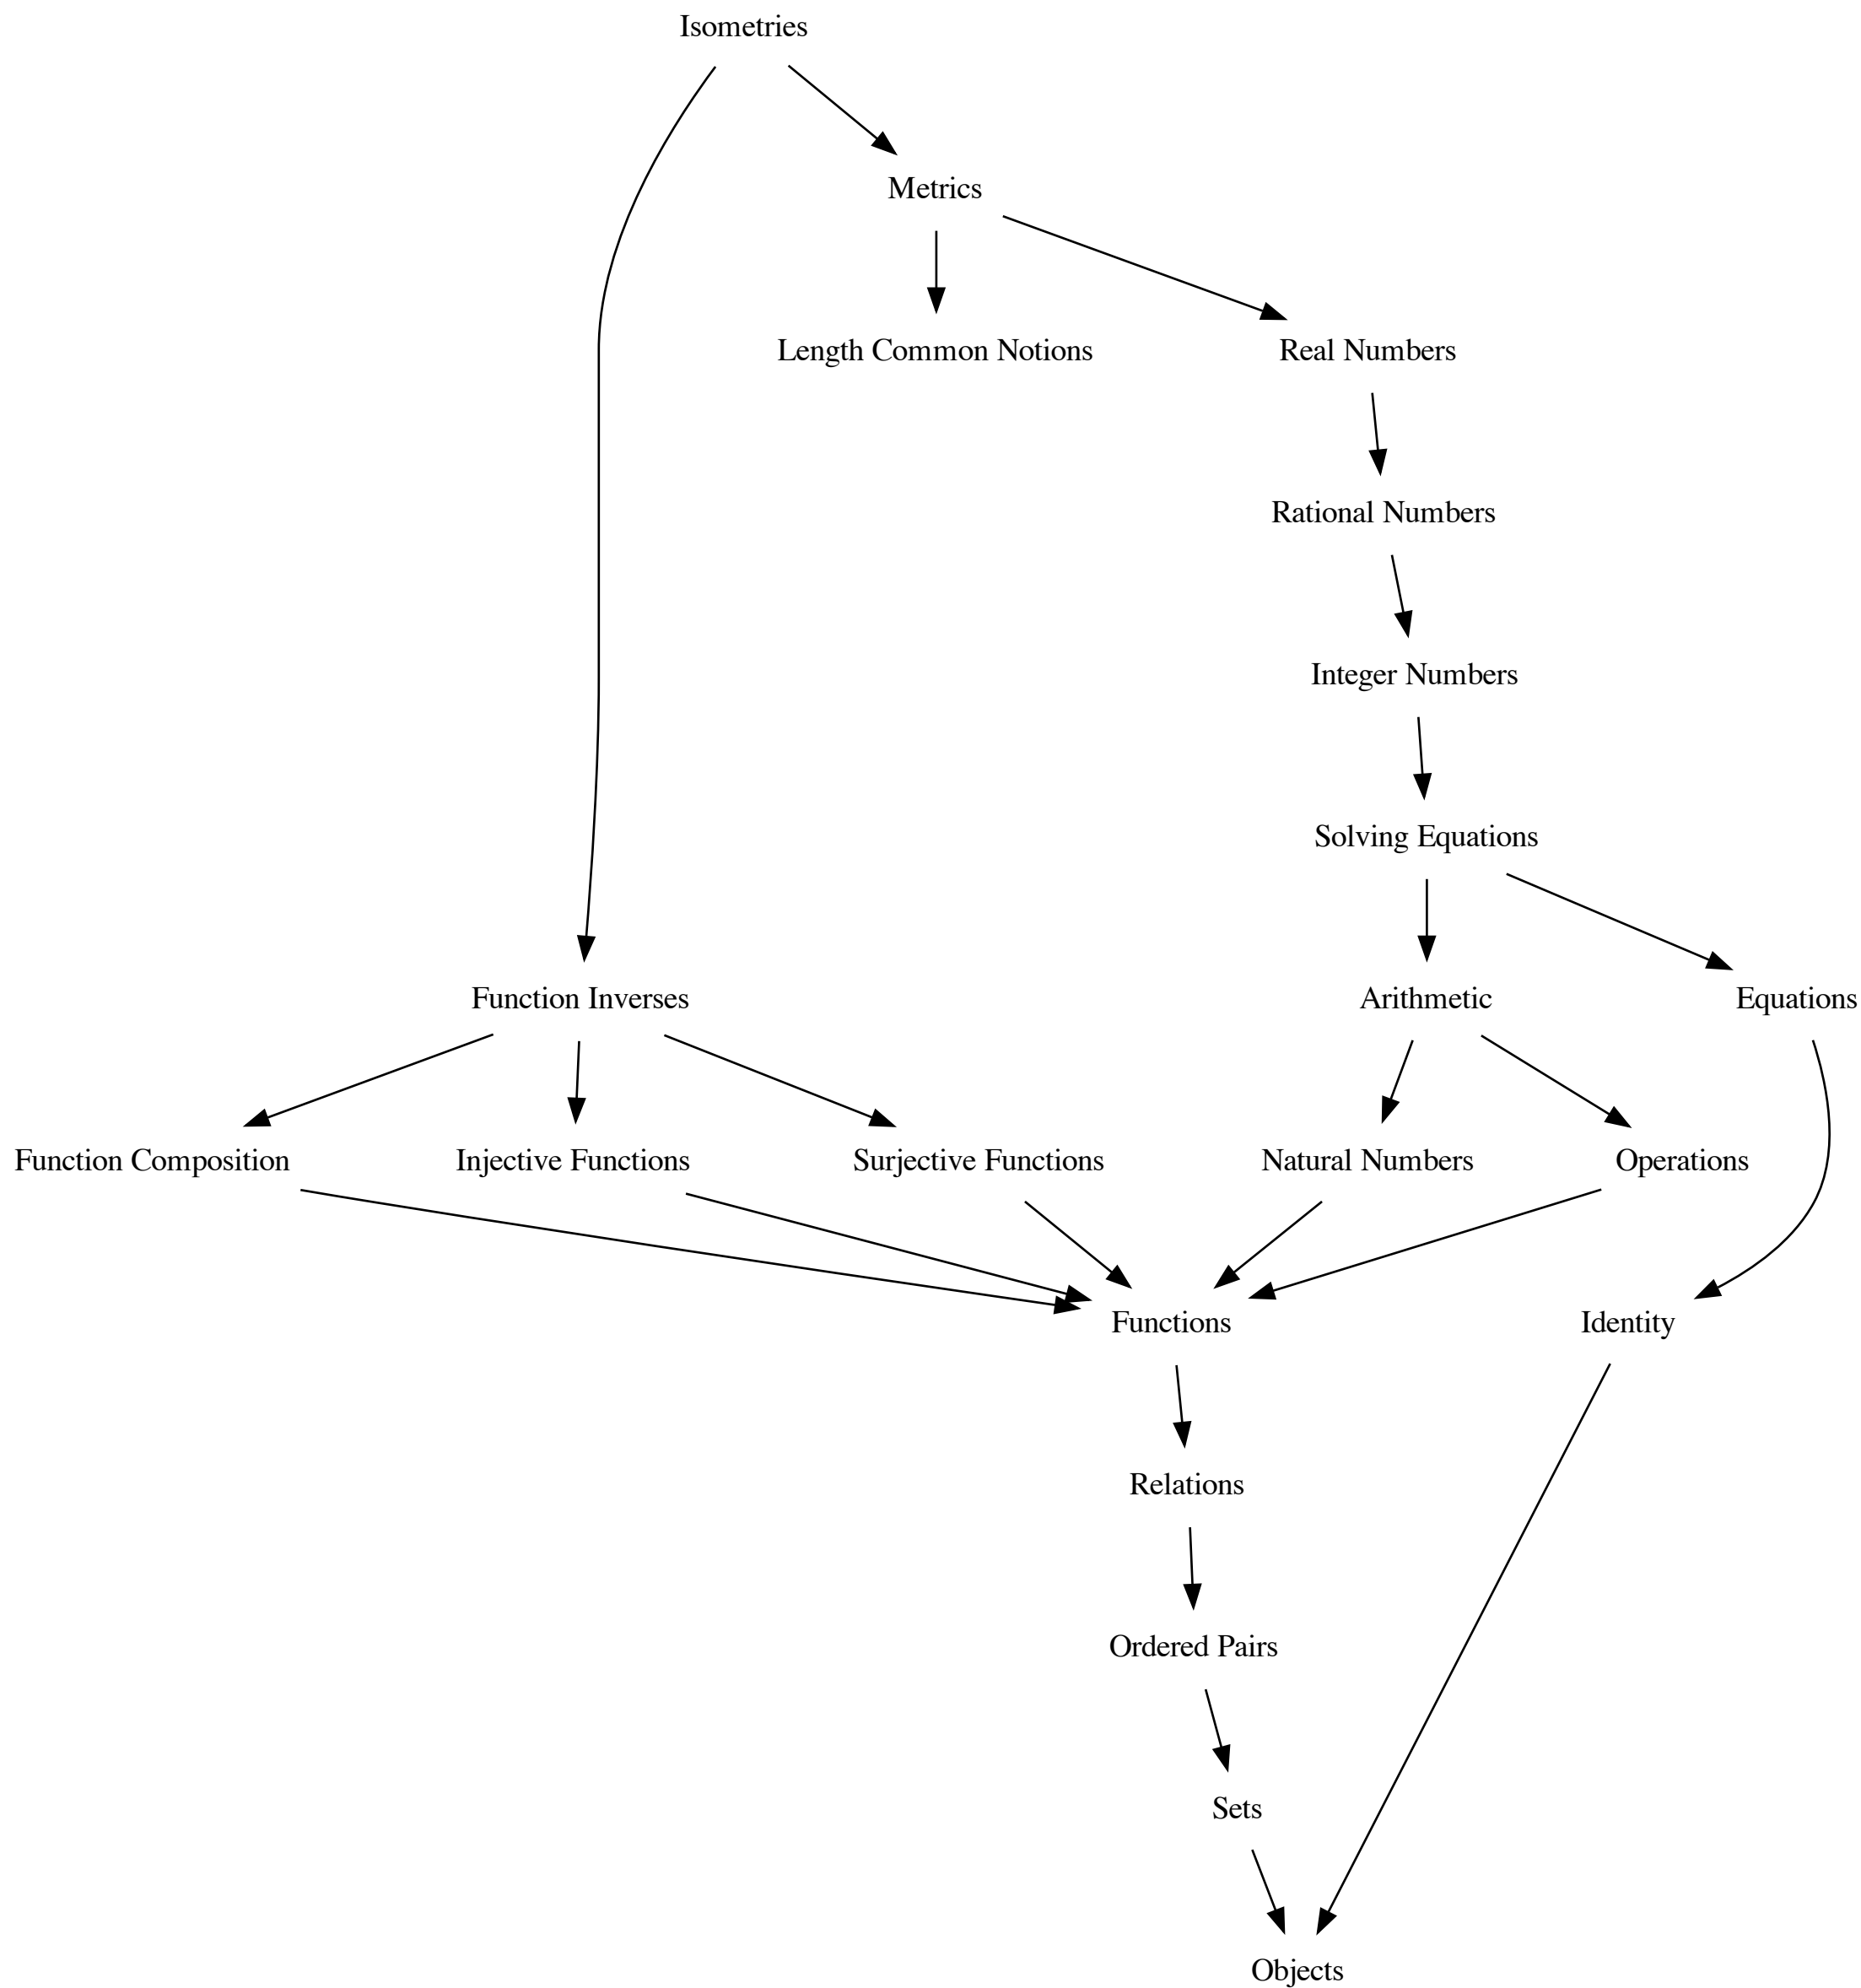 Isometries
Metrics
Length Common Notions
Real Numbers
Rational Numbers
Integer Numbers
Solving Equations
Function Inverses
Arithmetic
Equations
Function Composition
Injective Functions
Surjective Functions
Natural Numbers
Operations
Functions
Identity
Relations
Ordered Pairs
Sets
Objects